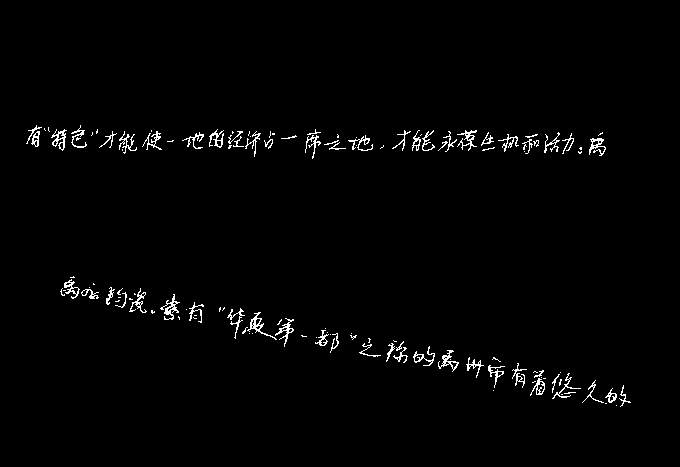 有“特色”才能使一地的经济占一席之地，才能永葆生机和活力。禹
禹州钧瓷。素有“华夏第一都”之称的禹州市有着悠久的